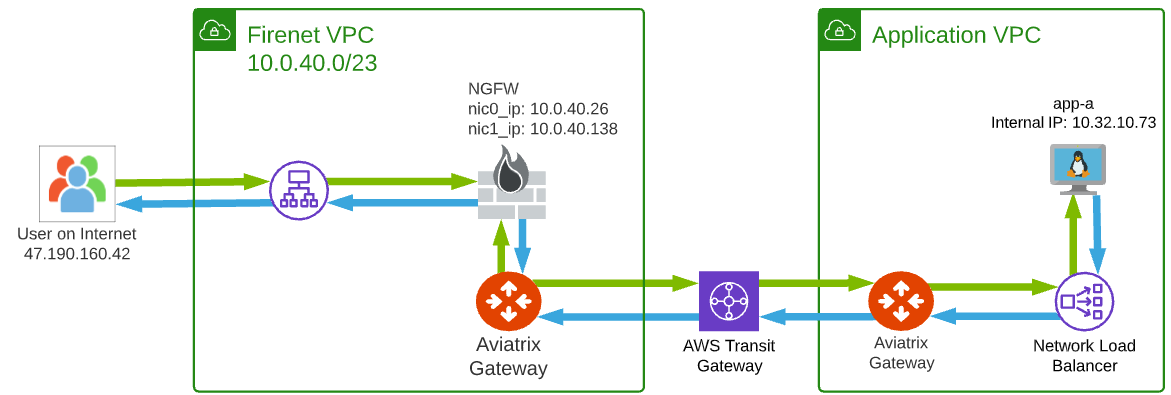 Firenet VPC
10.0.40.0/23
Application VPC
NGFW
nic0_ip: 10.0.40.26
nic1_ip: 10.0.40.138
app-a
Internal IP: 10.32.10.73
User on Internet
47.190.160.42
Aviatrix
Gateway
AWS Transit
Gateway
Aviatrix
Gateway
Network Load
Balancer